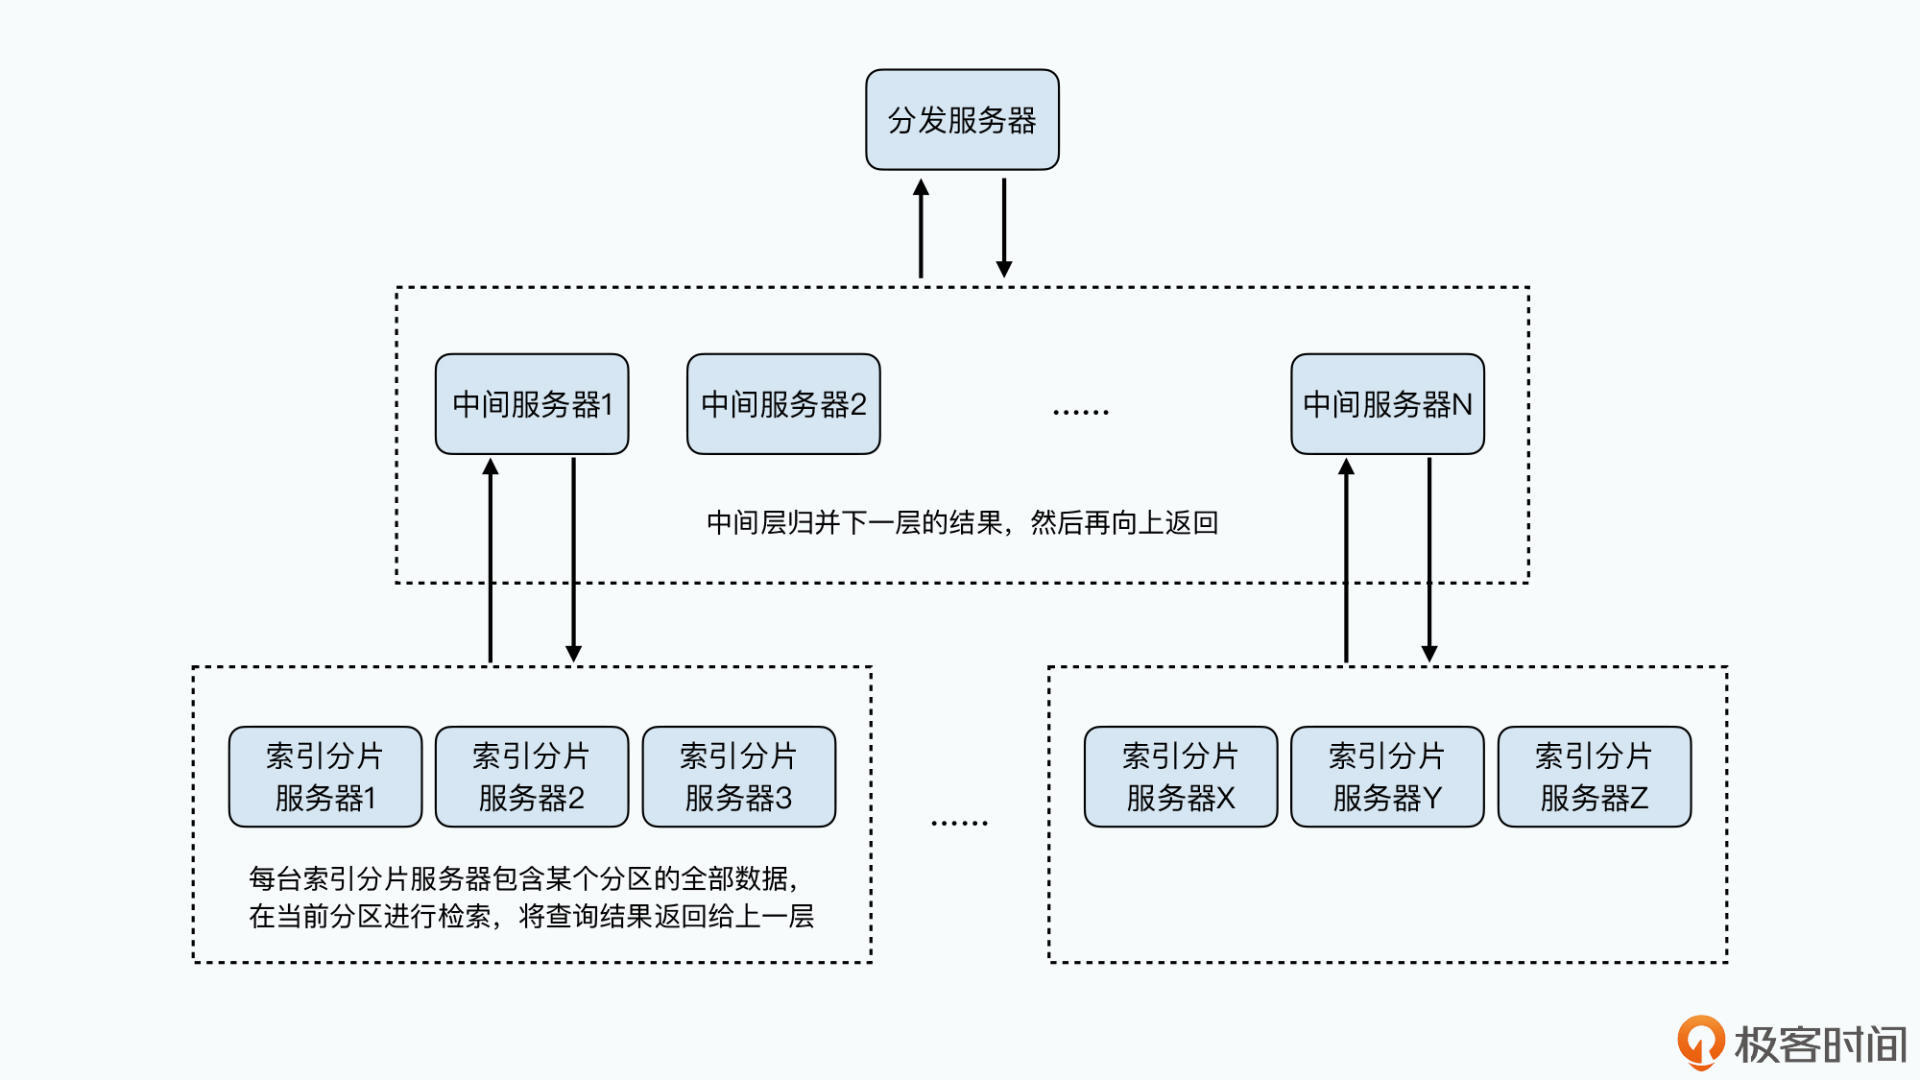 分发服务器
中间服务器1
中间服务器2
......
中间服务器N
中间层归并下一层的结果，然后再向上返回
索引分片
服务器1
索引分片
服务器2
索引分片
服务器3
......
索引分片
服务器X
索引分片
服务器Y
索引分片
服务器Z
每台索引分片服务器包含某个分区的全部数据，
在当前分区进行检索，将查询结果返回给上一层
极客时间